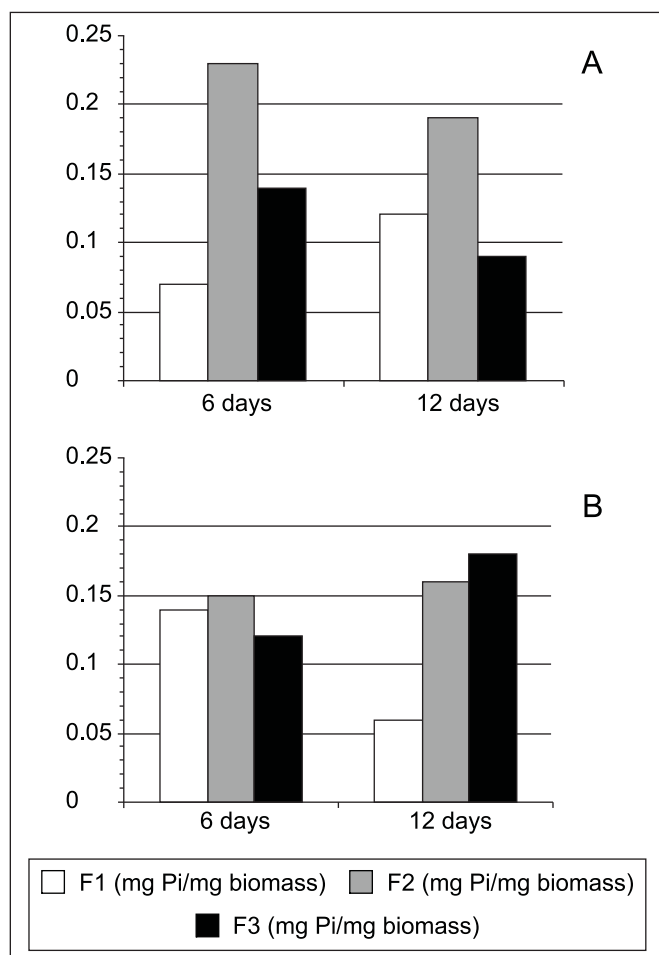 A
0.25
0.2
0.15
0.1
0.05
0
6 days 12 days
B
0.25
0.2
0.15
0.1
0.05
0
6 days 12 days
F1 (mg Pi/mg biomass) F2 (mg Pi/mg biomass)
F3 (mg Pi/mg biomass)